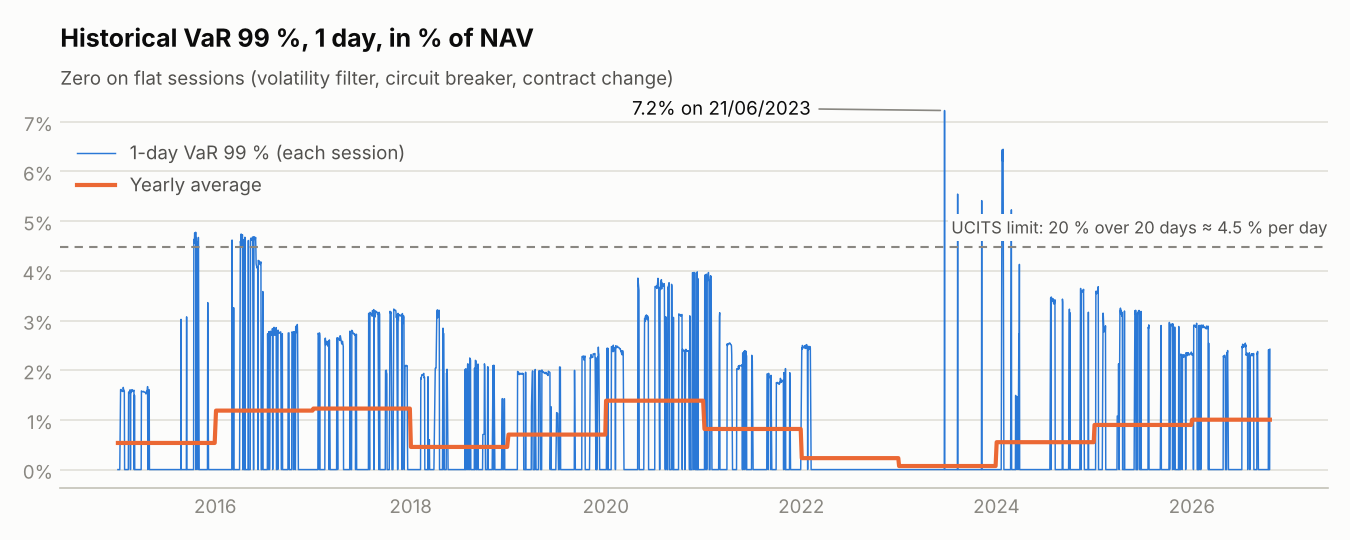 Historical VaR 99 %, 1 day, in % of NAV
Zero on flat sessions (volatility filter, circuit breaker, contract change)
7.2% on 21/06/2023
7%
1-day VaR 99 % (each session)
6%
Yearly average
5%
UCITS limit: 20 % over 20 days ≈ 4.5 % per day
4%
3%
2%
1%
0%
2016 2018 2020 2022 2024 2026